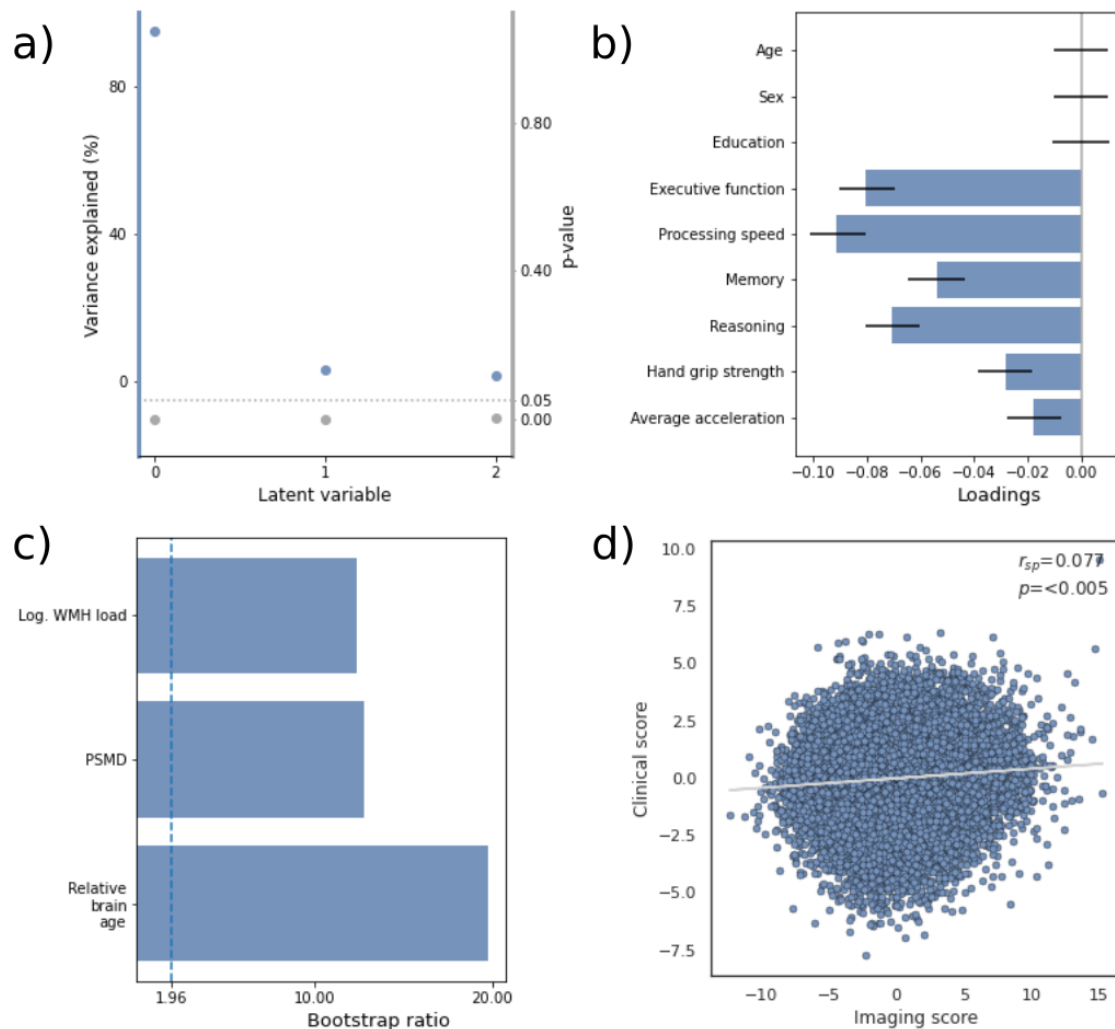 a)
Variance explained (%)
80
40
0
0.80
0.40
0.05
0.00
p-value
0
1
2
Latent variable
b)
Age
Sex
Education
Executive function
Processing speed
Memory
Reasoning
Hand grip strength
Average acceleration
−0.10 −0.08 −0.06 −0.04 −0.02 0.00
Loadings
c)
Log. WMH load
PSMD
Relative
brain
age
1.96 10.00 20.00
Bootstrap ratio
d)
Clinical score
10.0
7.5
5.0
2.5
0.0
−2.5
−5.0
−7.5
rsp=0.077
p=<0.005
−10 −5 0 5 10 15
Imaging score